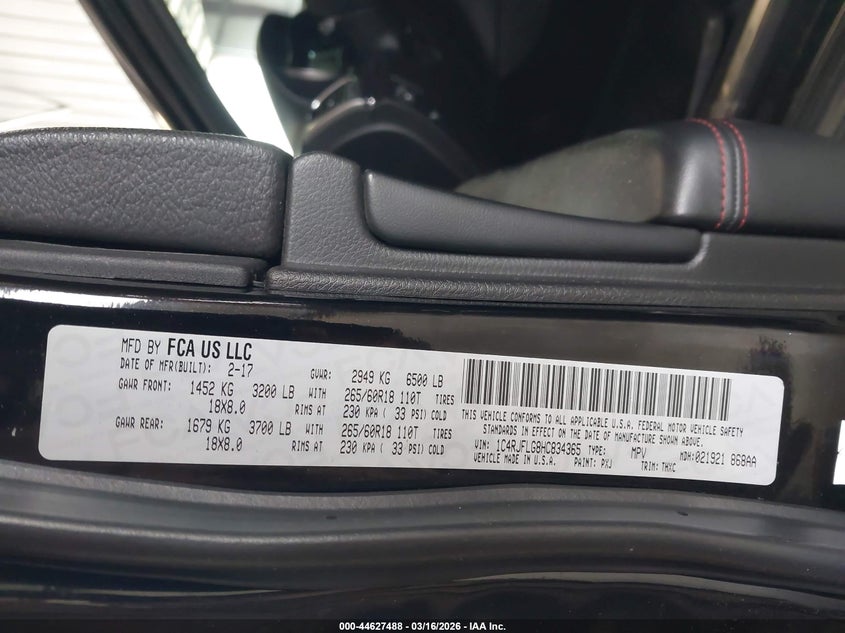 MFD BY FCA US LLC
DATE OF MFR(BUILT): 2-17 GVWR: 2949 KG 6500 LB
GAWR FRONT: 1452 KG 3200 LB WITH 265/60R18 110T TIRES
18X8.0 RIMS AT 230 KPA ( 33 PSI) COLD
GAWR REAR: 1679 KG 3700 LB WITH 265/60R18 110T TIRES
18X8.0 RIMS AT 230 KPA ( 33 PSI) COLD
THIS VEHICLE CONFORMS TO ALL APPLICABLE U.S.A. FEDERAL MOTOR VEHICLE SAFETY
STANDARDS IN EFFECT ON THE DATE OF MANUFACTURE SHOWN ABOVE.
VIN: 1C4RJFLG8HC834365 TYPE: MPV MDH:021921 868AA
VEHICLE MADE IN U.S.A. PAINT: PXJ TRIM: THXC
000-44627488 - 03/16/2026 - IAA Inc.